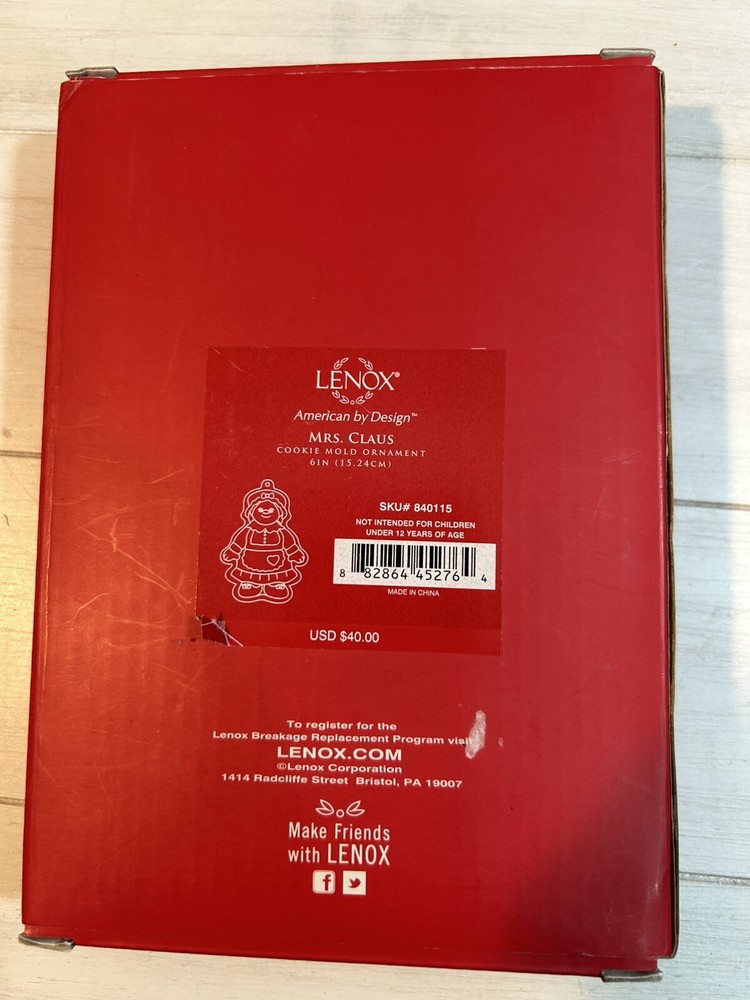 LENOX®
American by Design™
MRS. CLAUS
COOKIE MOLD ORNAMENT
6IN (15.24CM)
SKU# 840115
NOT INTENDED FOR CHILDREN
UNDER 12 YEARS OF AGE
8 82864 45276 4
MADE IN CHINA
USD $40.00
To register for the
Lenox Breakage Replacement Program visit
LENOX.COM
©Lenox Corporation
1414 Radcliffe Street Bristol, PA 19007
Make Friends
with LENOX
f